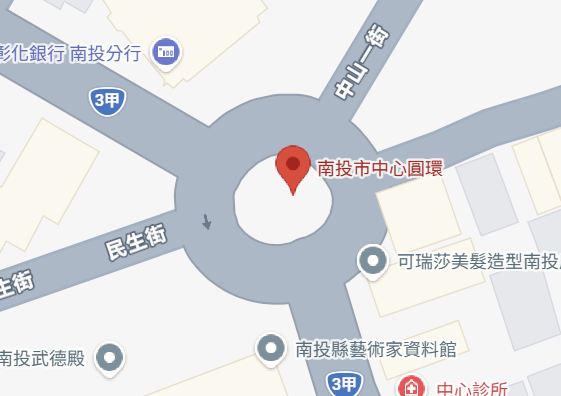 彰化銀行 南投分行
中山一街
3甲
南投市中心圓環
民生街
可瑞莎美髮造型南投
生街
南投縣藝術家資料館
南投武德殿
3甲
中心診所